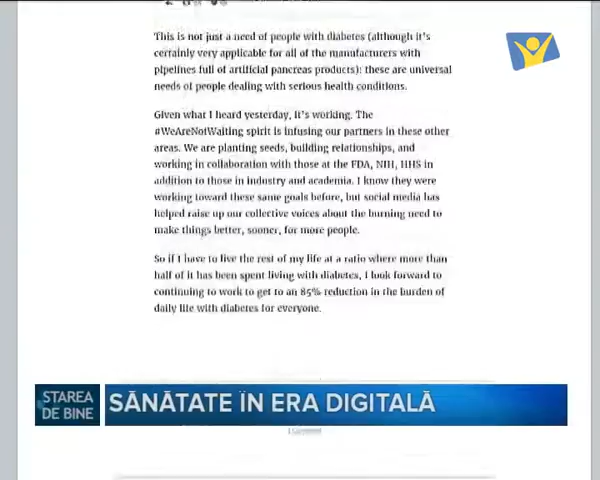 This is not just a need of people with diabetes (although it's
certainly very applicable for all of the manufacturers with
pipelines full of artificial pancreas products): these are universal
needs of people dealing with serious health conditions.
Given what I heard yesterday, it's working. The
#WeAreNotWaiting spirit is infusing our partners in these other
areas. We are planting seeds, building relationships, and
working in collaboration with those at the FDA, NIH, HHS in
addition to those in industry and academia. I know they were
working toward these same goals before, but social media has
helped raise up our collective voices about the burning need to
make things better, sooner, for more people.
So if I have to live the rest of my life at a ratio where more than
half of it has been spent living with diabetes, I look forward to
continuing to work to get to an 85% reduction in the burden of
daily life with diabetes for everyone.
STAREA
DE BINE
SĂNĂTATE ÎN ERA DIGITALĂ